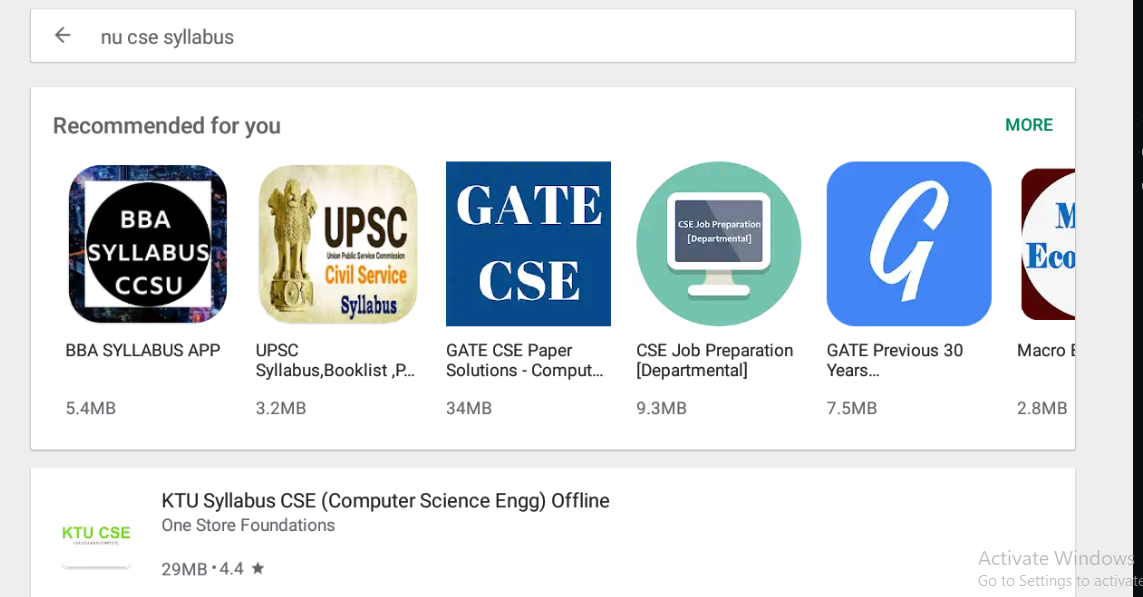 nu cse syllabus
Recommended for you
MORE
BBA
SYLLABUS
CCSU
UPSC
Union Public Service Commission
Civil Service
Syllabus
GATE
CSE
CSE Job Preparation
[Departmental]
G
M
Eco
BBA SYLLABUS APP
5.4MB
UPSC
Syllabus,Booklist ,P...
3.2MB
GATE CSE Paper
Solutions - Comput...
34MB
CSE Job Preparation
[Departmental]
9.3MB
GATE Previous 30
Years...
7.5MB
Macro E
2.8MB
KTU CSE
KTU Syllabus CSE (Computer Science Engg) Offline
One Store Foundations
29MB • 4.4 ★
Activate Windows
Go to Settings to activate